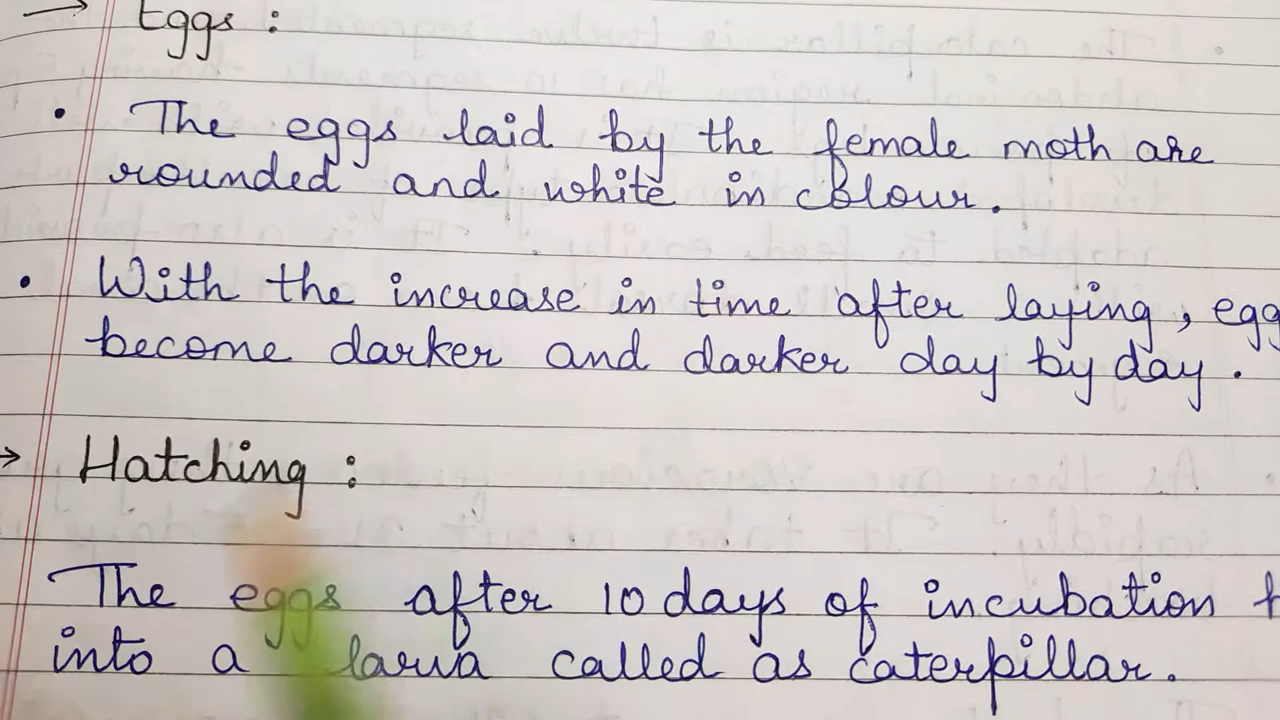 → Eggs :
• The eggs laid by the female moth are
rounded and white in colour.
• With the increase in time after laying, egg
become darker and darker day by day.
→ Hatching :
The eggs after 10 days of incubation
into a larva called as caterpillar.